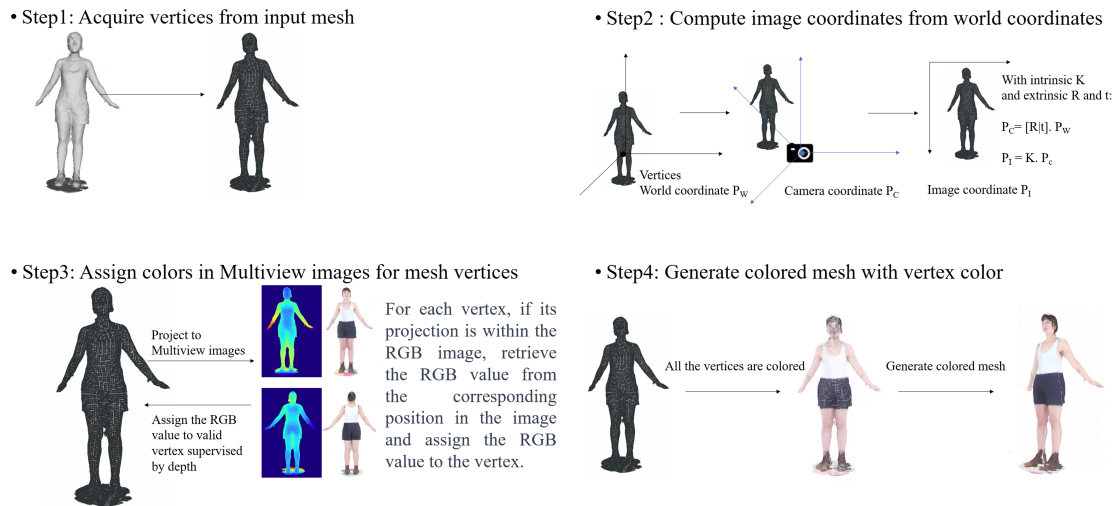 • Step1: Acquire vertices from input mesh
• Step2 : Compute image coordinates from world coordinates
With intrinsic K
and extrinsic R and t:
P_C= [R|t]. P_W
P_I = K. P_c
Vertices
World coordinate P_W
Camera coordinate P_C
Image coordinate P_I
• Step3: Assign colors in Multiview images for mesh vertices
Project to
Multiview images
Assign the RGB
value to valid
vertex supervised
by depth
For each vertex, if its
projection is within the
RGB image, retrieve
the RGB value from
the corresponding
position in the image
and assign the RGB
value to the vertex.
• Step4: Generate colored mesh with vertex color
All the vertices are colored
Generate colored mesh